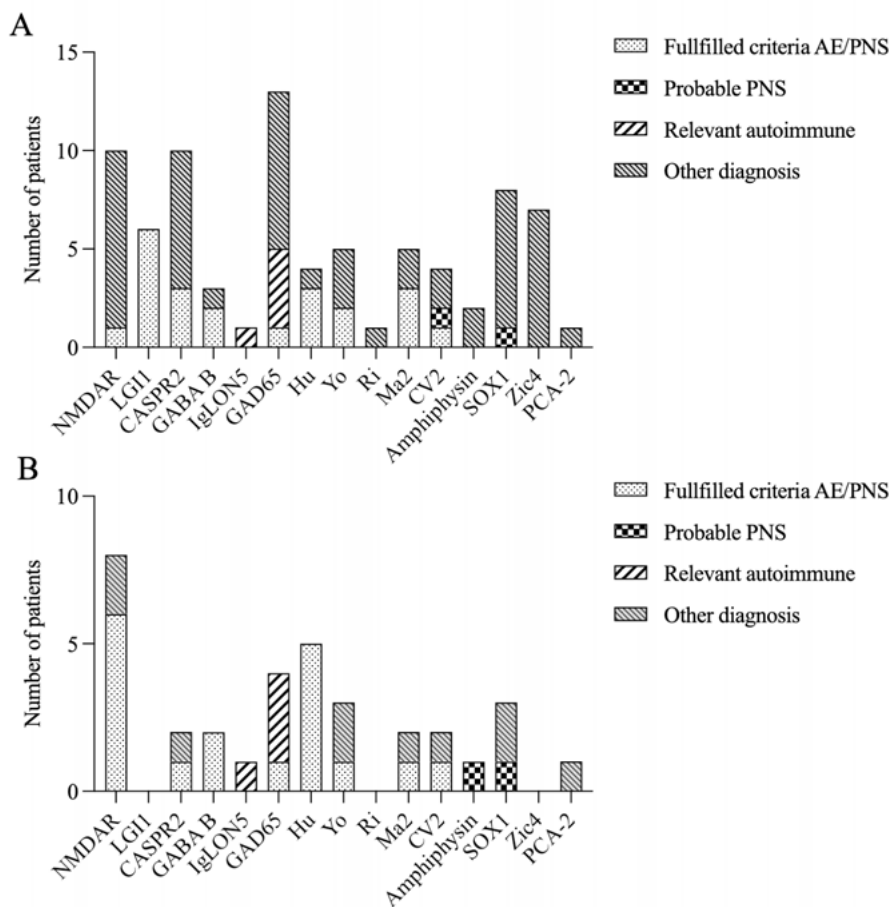 A
15
10
5
0
Number of patients
NMDAR
LGI1
CASPR2
GABA B
IgLON5
GAD65
Hu
Yo
Ri
Ma2
CV2
Amphiphysin
SOX1
Zic4
PCA-2
Fullfilled criteria AE/PNS
Probable PNS
Relevant autoimmune
Other diagnosis
B
10
5
0
Number of patients
NMDAR
LGI1
CASPR2
GABA B
IgLON5
GAD65
Hu
Yo
Ri
Ma2
CV2
Amphiphysin
SOX1
Zic4
PCA-2
Fullfilled criteria AE/PNS
Probable PNS
Relevant autoimmune
Other diagnosis